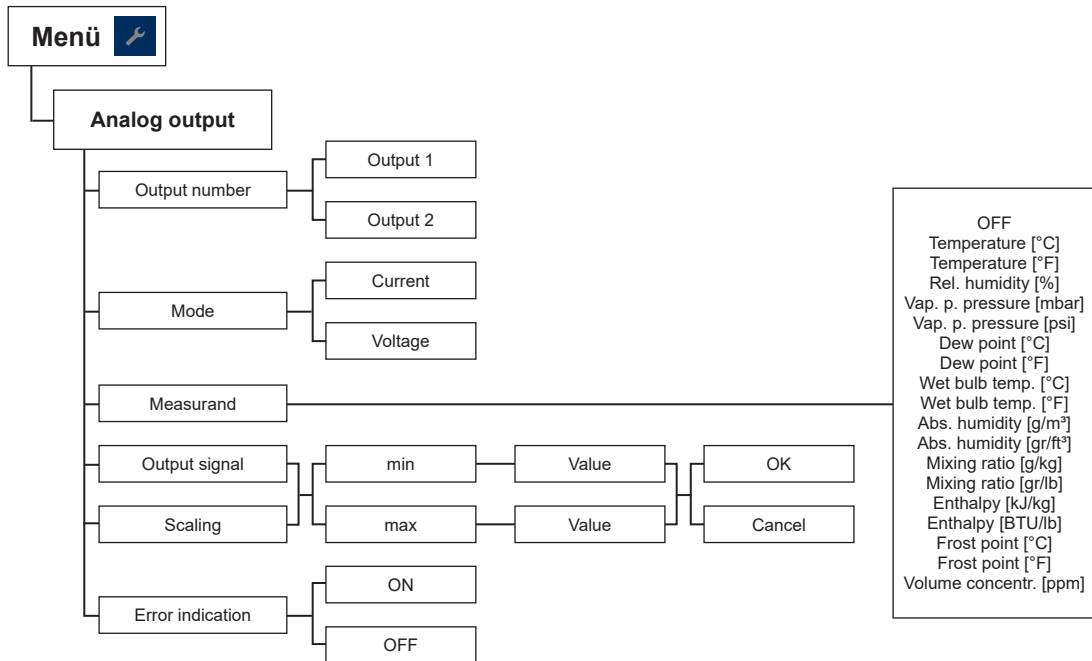 Menü
Analog output
Output number
Output 1
Output 2
Mode
Current
Voltage
Measurand
OFF
Temperature [°C]
Temperature [°F]
Rel. humidity [%]
Vap. p. pressure [mbar]
Vap. p. pressure [psi]
Dew point [°C]
Dew point [°F]
Wet bulb temp. [°C]
Wet bulb temp. [°F]
Abs. humidity [g/m³]
Abs. humidity [gr/ft³]
Mixing ratio [g/kg]
Mixing ratio [gr/lb]
Enthalpy [kJ/kg]
Enthalpy [BTU/lb]
Frost point [°C]
Frost point [°F]
Volume concentr. [ppm]
Output signal
Scaling
min
Value
max
Value
OK
Cancel
Error indication
ON
OFF